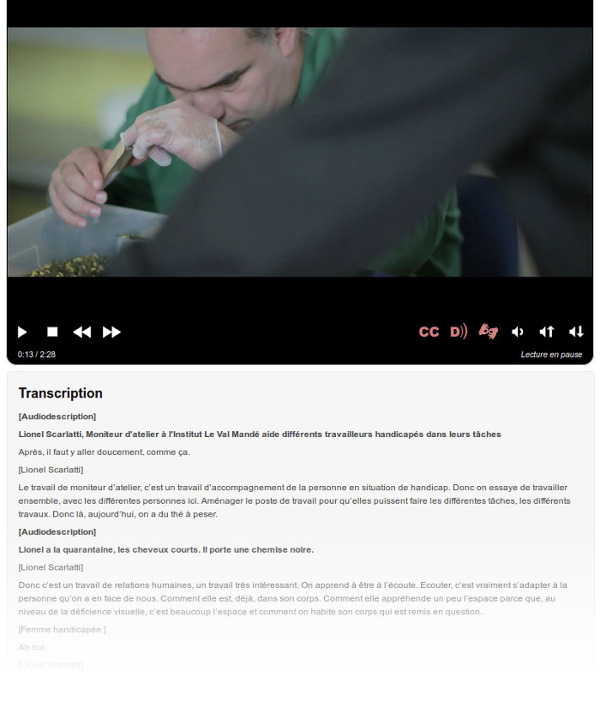 CC D))
0:13 / 2:28
Lecture en pause
Transcription
[Audiodescription]
Lionel Scarlatti, Moniteur d'atelier à l'Institut Le Val Mandé aide différents travailleurs handicapés dans leurs tâches
Après, il faut y aller doucement, comme ça.
[Lionel Scarlatti]
Le travail de moniteur d'atelier, c'est un travail d'accompagnement de la personne en situation de handicap. Donc on essaye de travailler
ensemble, avec les différentes personnes ici. Aménager le poste de travail pour qu'elles puissent faire les différentes tâches, les différents
travaux. Donc là, aujourd'hui, on a du thé à peser.
[Audiodescription]
Lionel a la quarantaine, les cheveux courts. Il porte une chemise noire.
[Lionel Scarlatti]
Donc c'est un travail de relations humaines, un travail très intéressant. On apprend à être à l'écoute. Ecouter, c'est vraiment s'adapter à la
personne qu'on a en face de nous. Comment elle est, déjà, dans son corps. Comment elle appréhende un peu l'espace parce que, au
niveau de la déficience visuelle, c'est beaucoup l'espace et comment on habite son corps qui est remis en question.
[Femme handicapée ]
Ah oui
[Lionel Scarlatti]